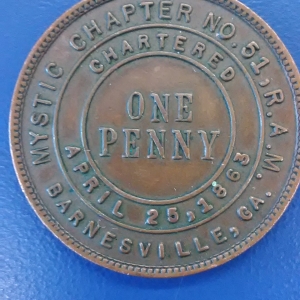 MYSTIC CHAPTER NO. 51, R.A.M.
BARNESVILLE, GA.
CHARTERED
APRIL 25, 1863
ONE
PENNY